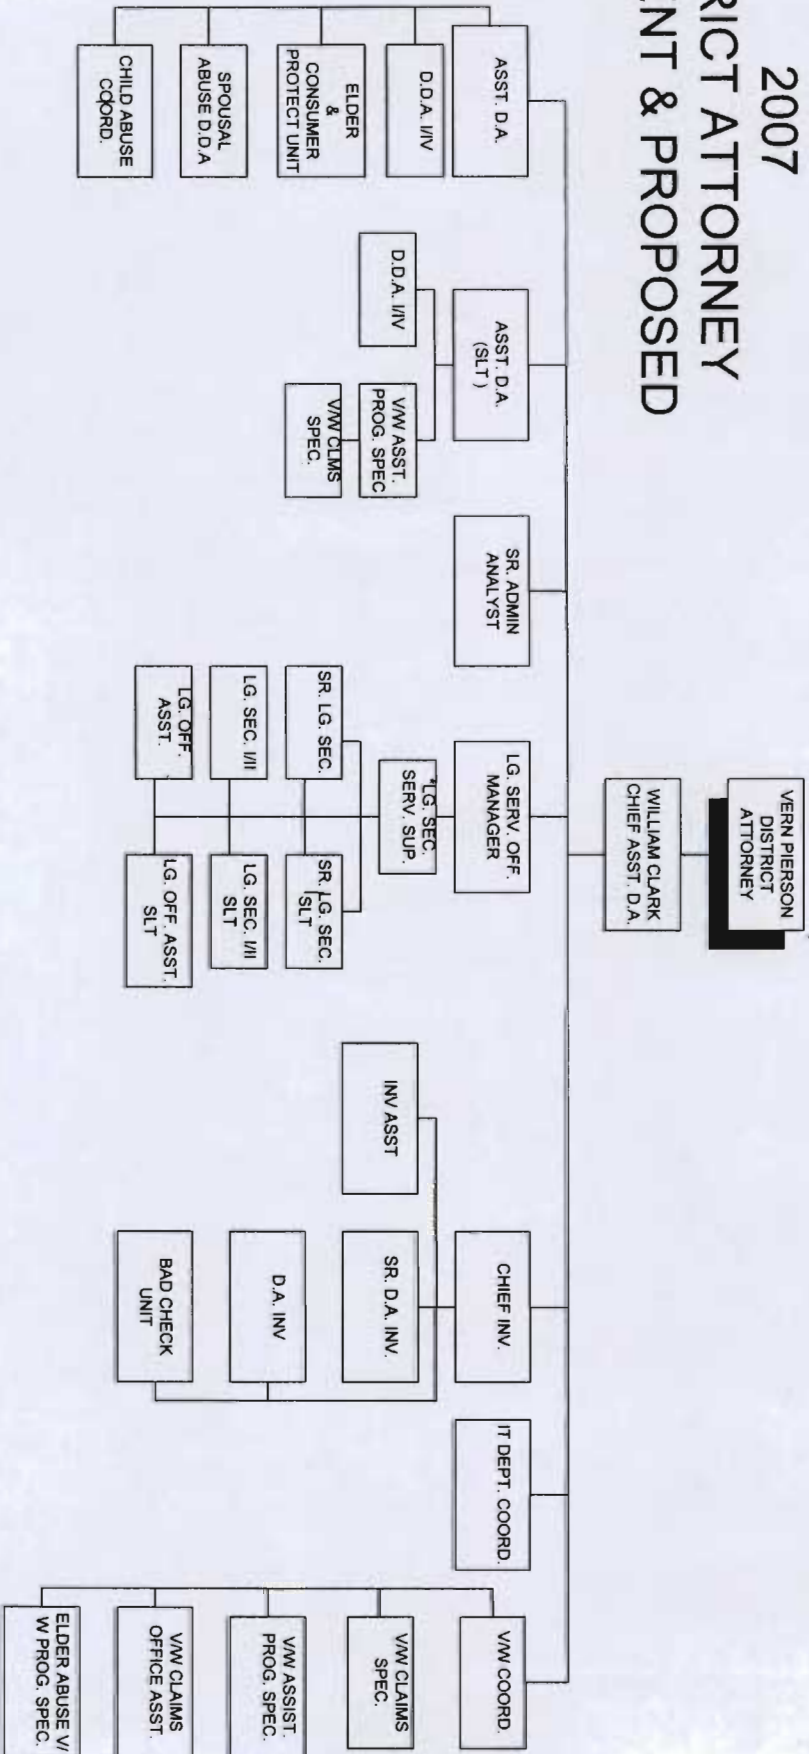 2007
RICT ATTORNEY
ENT & PROPOSED
VERN PIERSON
DISTRICT
ATTORNEY
WILLIAM CLARK
CHIEF ASST. D.A.
ASST. D.A.
D.D.A. I/IV
ELDER
&
CONSUMER
PROTECT UNIT
SPOUSAL
ABUSE D.D.A
CHILD ABUSE
COORD.
ASST. D.A.
(SLT )
D.D.A. I/IV
V/W ASST.
PROG. SPEC
V/W CLMS
SPEC.
SR. ADMIN
ANALYST
LG. SERV. OFF.
MANAGER
*LG. SEC.
SERV. SUP.
SR. LG. SEC.
SR. LG. SEC.
SLT
LG. SEC. I/II
LG. SEC. I/II
SLT
LG. OFF.
ASST.
LG. OFF. ASST.
SLT
CHIEF INV.
INV ASST
SR. D.A. INV.
D.A. INV
BAD CHECK
UNIT
IT DEPT. COORD.
V/W COORD.
V/W CLAIMS
SPEC.
V/W ASSIST.
PROG. SPEC.
V/W CLAIMS
OFFICE ASST.
ELDER ABUSE V/
W PROG. SPEC.